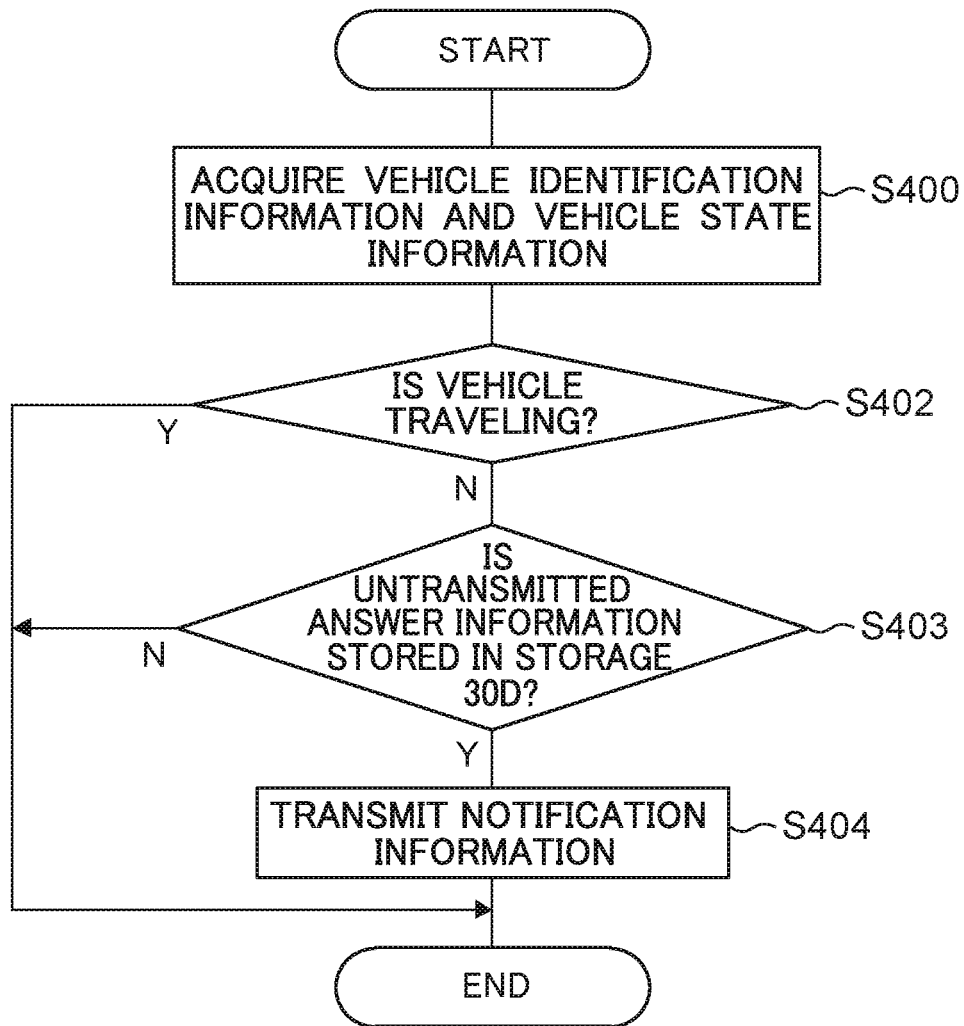 START
ACQUIRE VEHICLE IDENTIFICATION
INFORMATION AND VEHICLE STATE
INFORMATION
S400
IS VEHICLE
TRAVELING?
S402
Y
N
IS
UNTRANSMITTED
ANSWER INFORMATION
STORED IN STORAGE
30D?
S403
N
Y
TRANSMIT NOTIFICATION
INFORMATION
S404
END